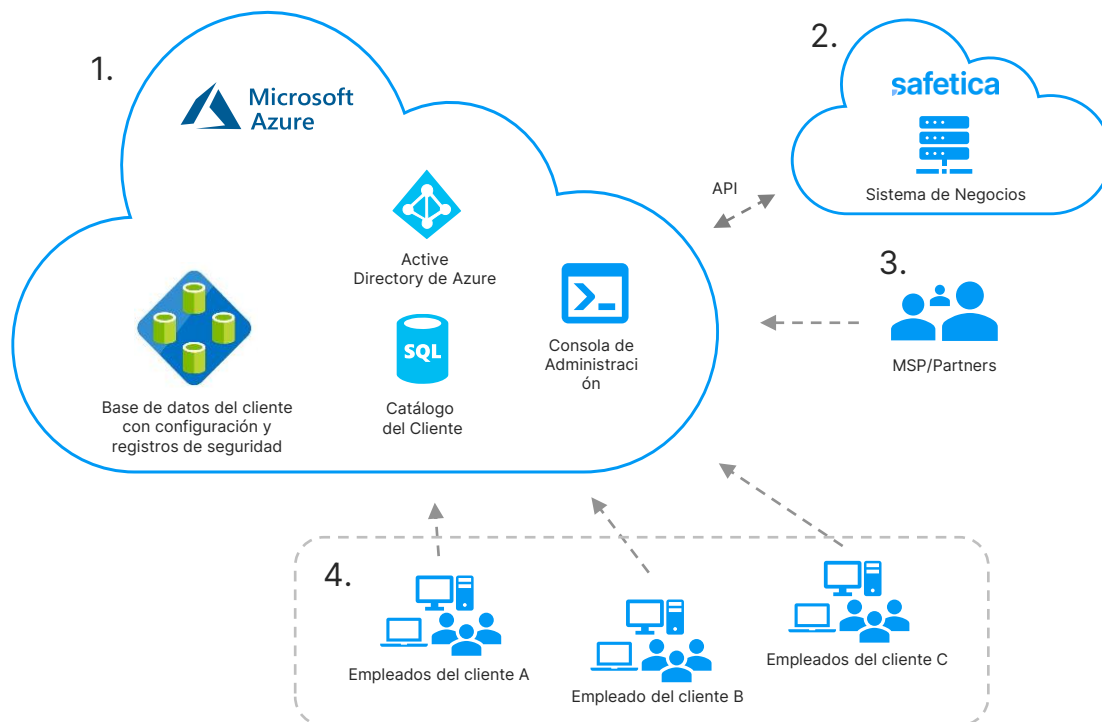 1.
Microsoft
Azure
2.
safetica
Sistema de Negocios
API
Active
Directory de Azure
3.
MSP/Partners
Consola de
Administraci
ón
SQL
Catálogo
del Cliente
Base de datos del cliente
con configuración y
registros de seguridad
4.
Empleados del cliente A
Empleado del cliente B
Empleados del cliente C